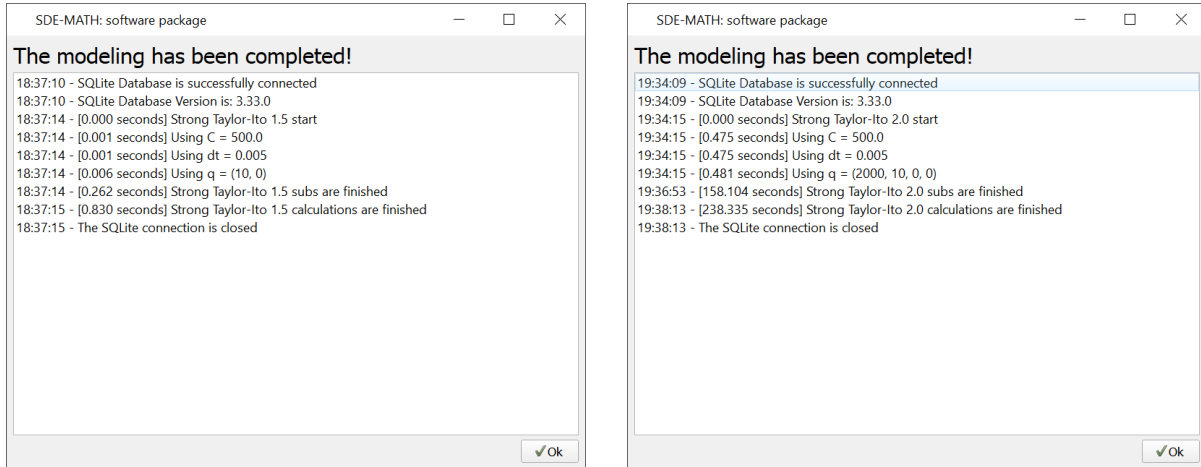 SDE-MATH: software package
The modeling has been completed!
18:37:10 - SQLite Database is successfully connected
18:37:10 - SQLite Database Version is: 3.33.0
18:37:14 - [0.000 seconds] Strong Taylor-Ito 1.5 start
18:37:14 - [0.001 seconds] Using C = 500.0
18:37:14 - [0.001 seconds] Using dt = 0.005
18:37:14 - [0.006 seconds] Using q = (10, 0)
18:37:14 - [0.262 seconds] Strong Taylor-Ito 1.5 subs are finished
18:37:15 - [0.830 seconds] Strong Taylor-Ito 1.5 calculations are finished
18:37:15 - The SQLite connection is closed
Ok
SDE-MATH: software package
The modeling has been completed!
19:34:09 - SQLite Database is successfully connected
19:34:09 - SQLite Database Version is: 3.33.0
19:34:15 - [0.000 seconds] Strong Taylor-Ito 2.0 start
19:34:15 - [0.475 seconds] Using C = 500.0
19:34:15 - [0.475 seconds] Using dt = 0.005
19:34:15 - [0.481 seconds] Using q = (2000, 10, 0, 0)
19:36:53 - [158.104 seconds] Strong Taylor-Ito 2.0 subs are finished
19:38:13 - [238.335 seconds] Strong Taylor-Ito 2.0 calculations are finished
19:38:13 - The SQLite connection is closed
Ok